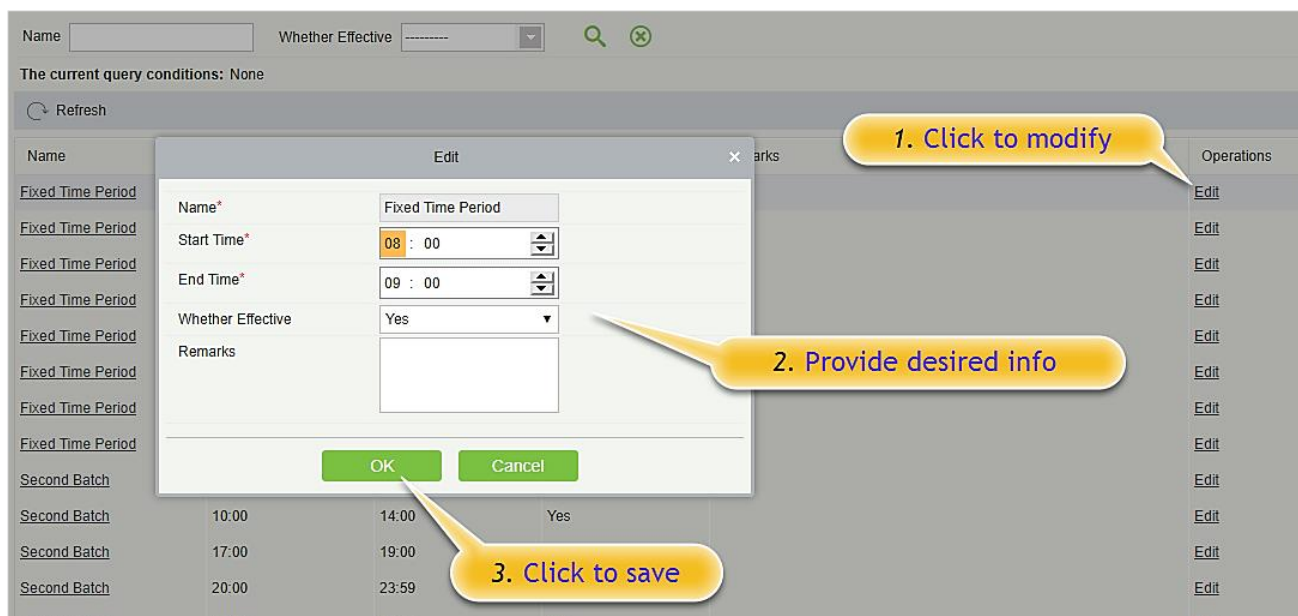 Name Whether Effective ---------
The current query conditions: None
Refresh
1. Click to modify
Name Edit × arks Operations
Fixed Time Period Edit
Name* Fixed Time Period
Fixed Time Period Edit
Start Time* 08 : 00
Fixed Time Period Edit
End Time* 09 : 00
Fixed Time Period Edit
Whether Effective Yes
Fixed Time Period Edit
Remarks
2. Provide desired info
Fixed Time Period Edit
Fixed Time Period Edit
Fixed Time Period Edit
OK Cancel
Second Batch Edit
Second Batch 10:00 14:00 Yes Edit
Second Batch 17:00 19:00 Edit
3. Click to save
Second Batch 20:00 23:59 Edit